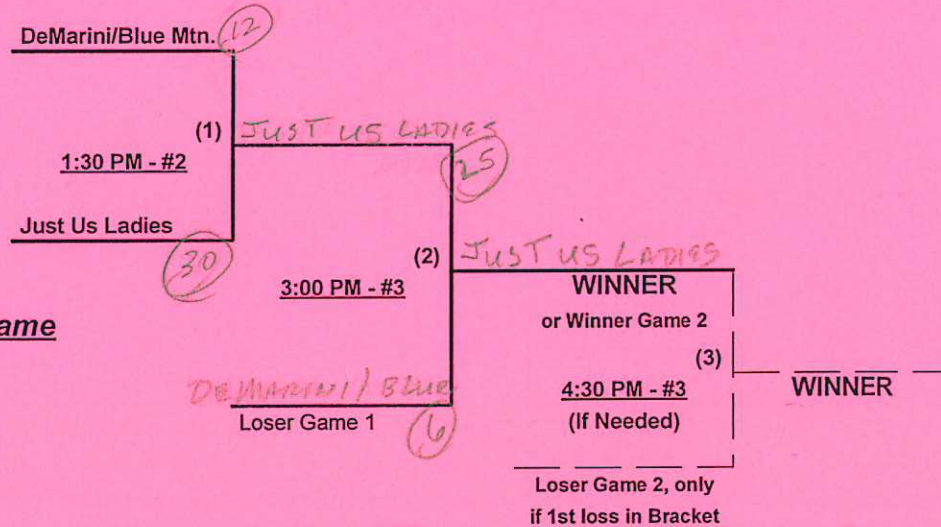 DeMarini/Blue Mtn. 12
(1) JUST US LADIES
1:30 PM - #2
25
Just Us Ladies
30
(2) JUST US LADIES
3:00 PM - #3
WINNER
or Winner Game 2
ame
(3)
DEMARINI/BLUE
4:30 PM - #3
WINNER
Loser Game 1
6
(If Needed)
Loser Game 2, only
if 1st loss in Bracket